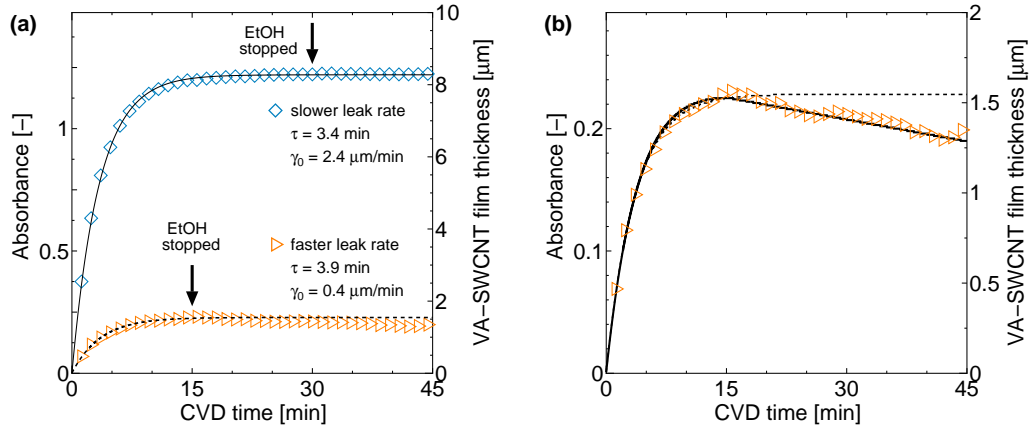 (a)
Absorbance [–]
1
0.5
0
0
15
30
45
CVD time [min]
10
8
6
4
2
0
VA–SWCNT film thickness [μm]
EtOH
stopped
slower leak rate
τ = 3.4 min
γ0 = 2.4 μm/min
EtOH
stopped
faster leak rate
τ = 3.9 min
γ0 = 0.4 μm/min
(b)
Absorbance [–]
0.2
0.1
0
0
15
30
45
CVD time [min]
2
1.5
1
0.5
0
VA–SWCNT film thickness [μm]